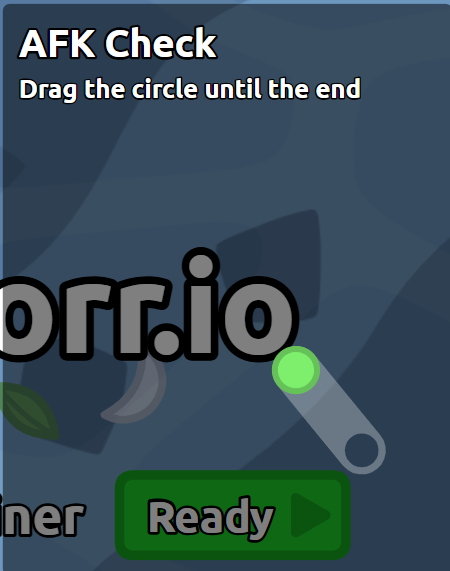 AFK Check
Drag the circle until the end
orr.io
iner
Ready